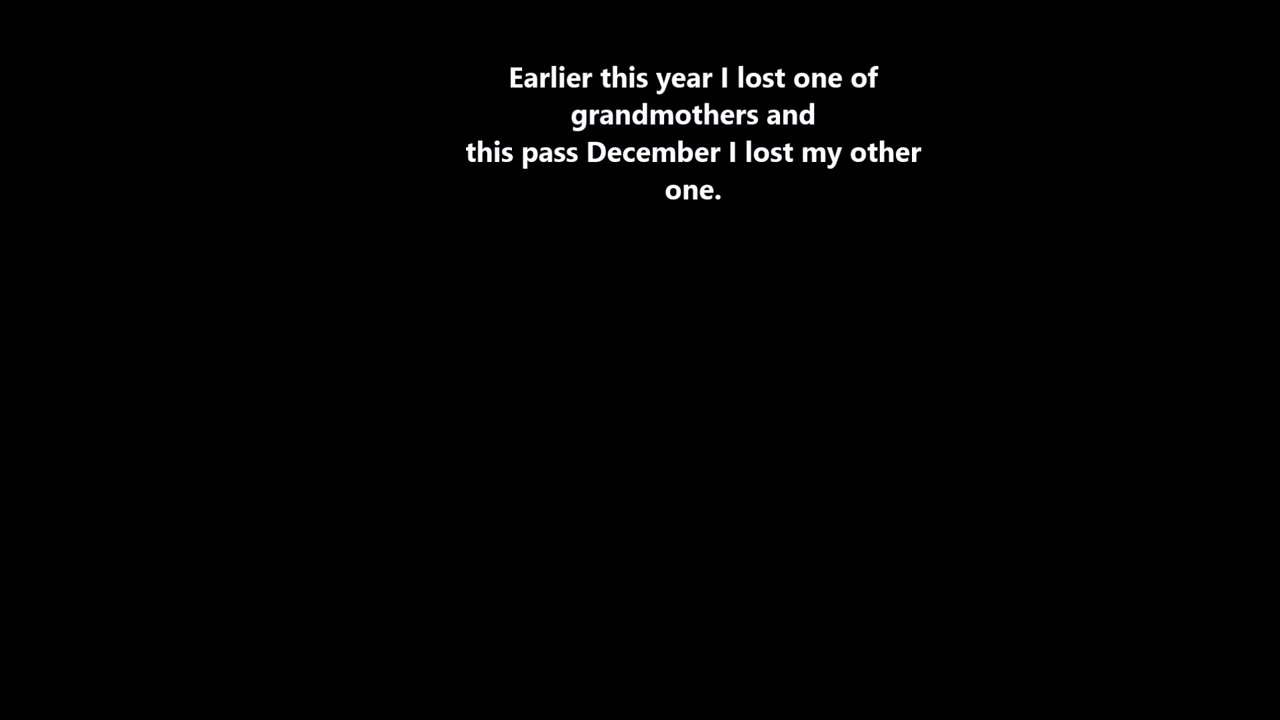 Earlier this year I lost one of
grandmothers and
this pass December I lost my other
one.